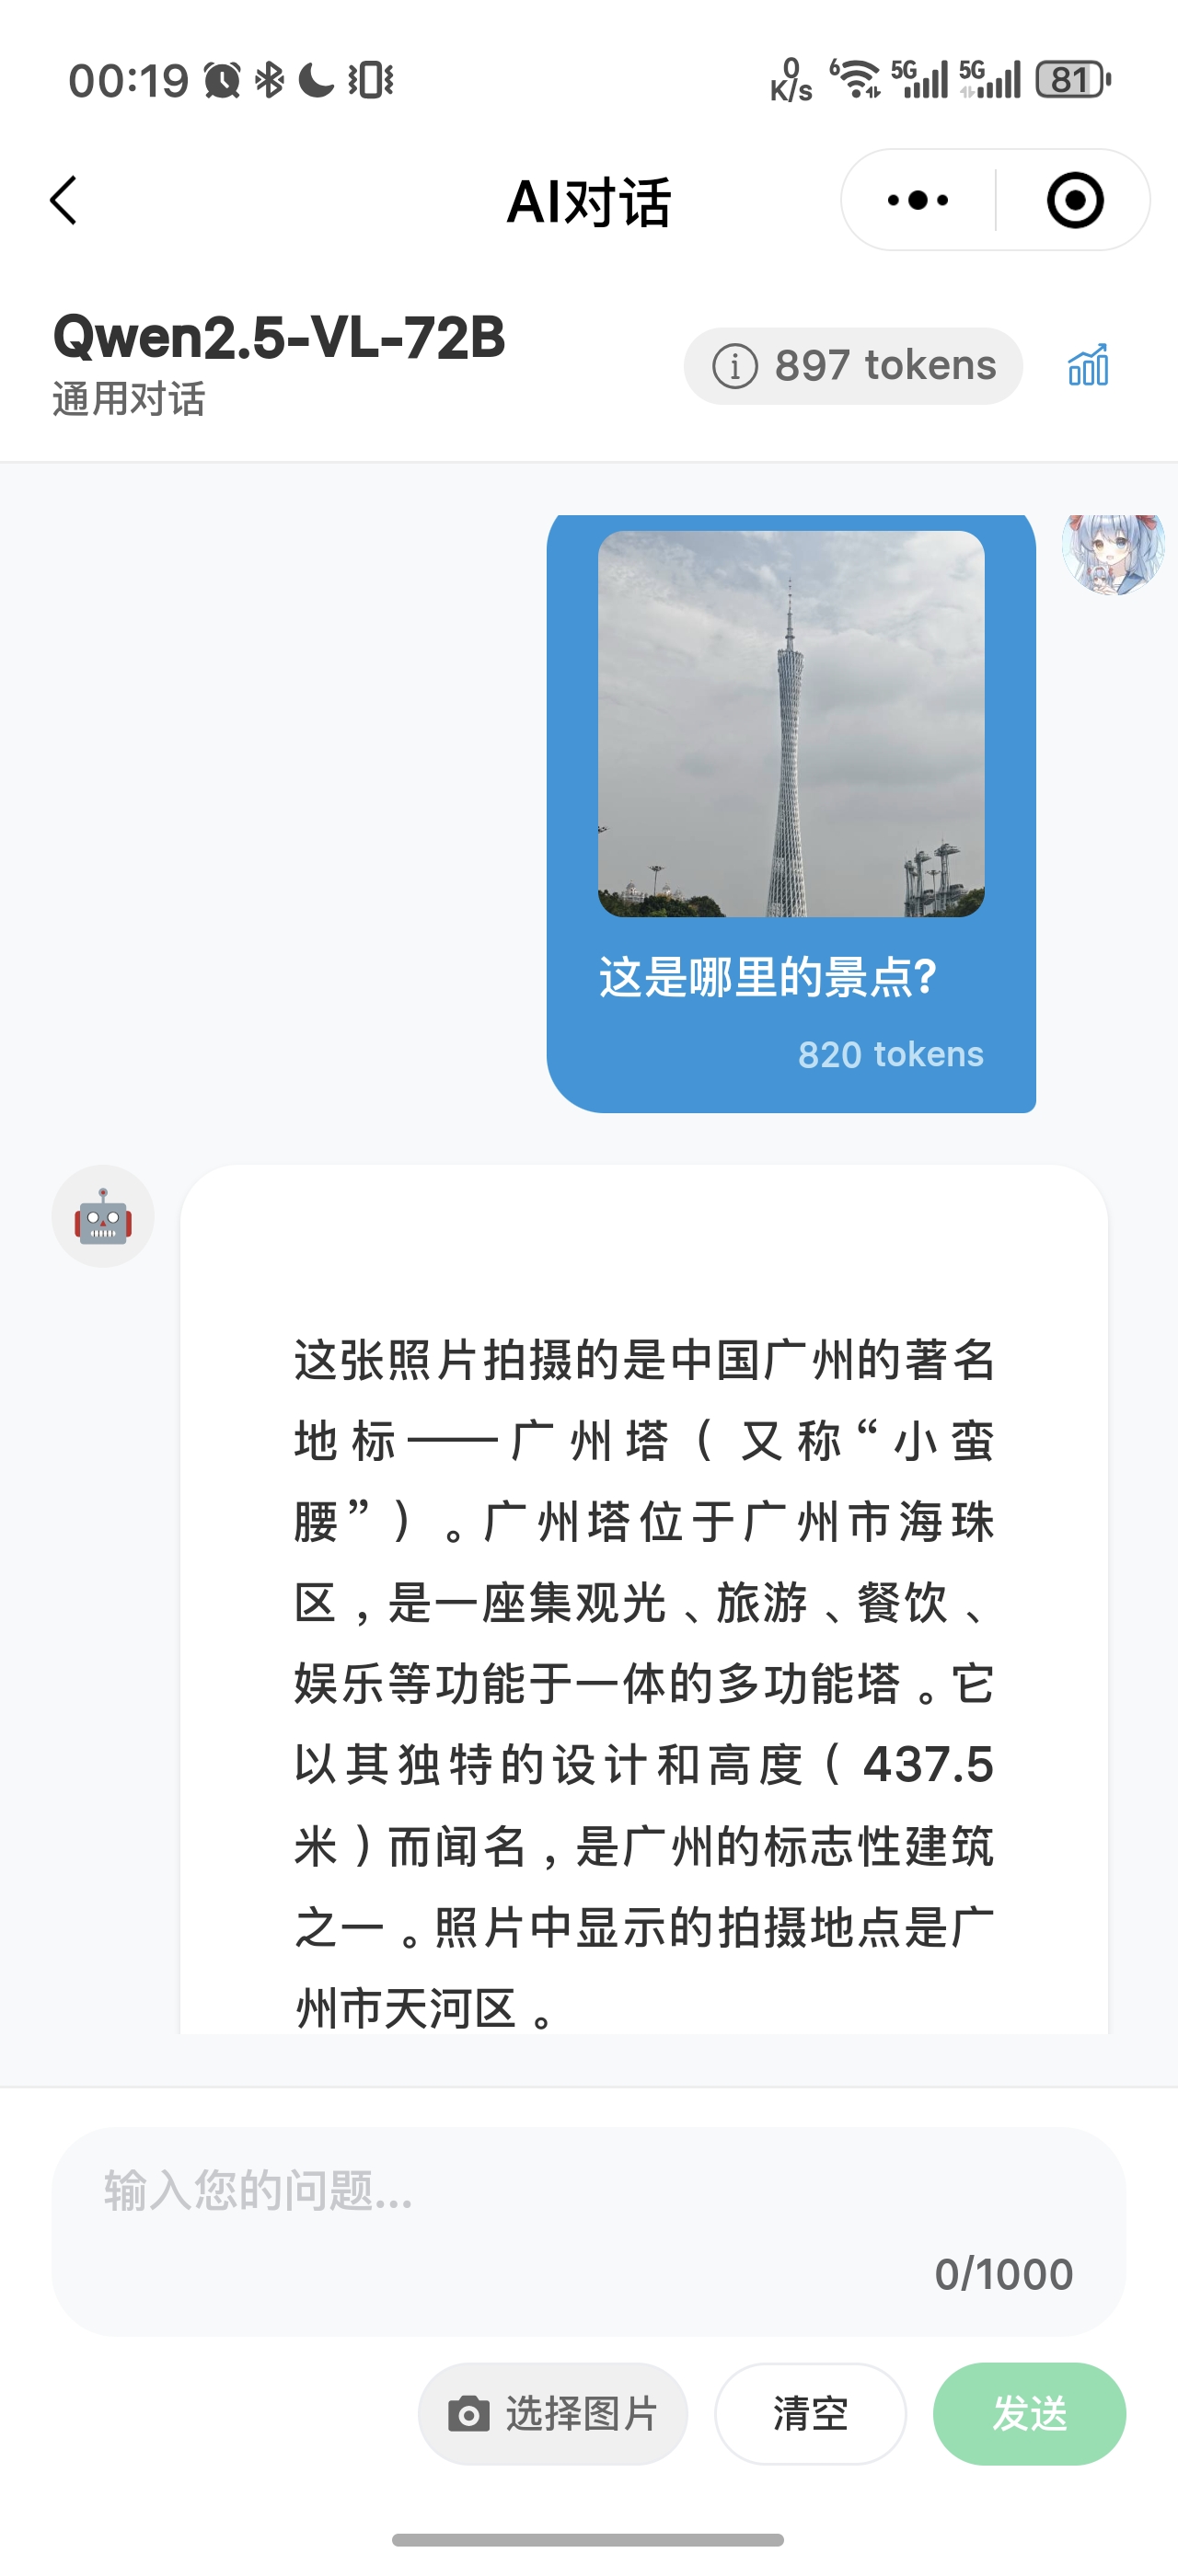 00:19
0 K/s 6 5G 5G 81
AI对话
Qwen2.5-VL-72B
通用对话
897 tokens
这是哪里的景点?
820 tokens
这张照片拍摄的是中国广州的著名
地标——广州塔（又称“小蛮
腰”）。广州塔位于广州市海珠
区，是一座集观光、旅游、餐饮、
娱乐等功能于一体的多功能塔。它
以其独特的设计和高度（437.5
米）而闻名，是广州的标志性建筑
之一。照片中显示的拍摄地点是广
州市天河区。
输入您的问题...
0/1000
选择图片
清空
发送